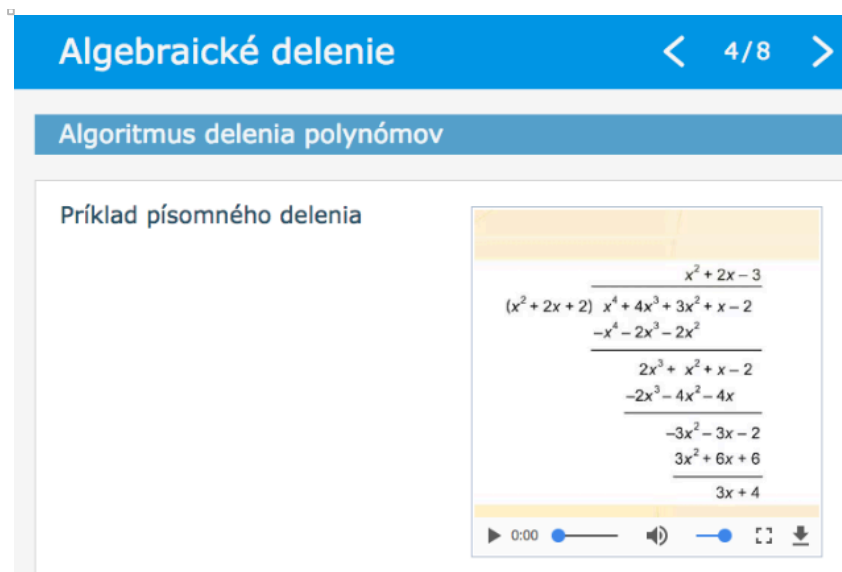 Algebraické delenie
4/8
Algoritmus delenia polynómov
Príklad písomného delenia
x² + 2x – 3
(x² + 2x + 2) x⁴ + 4x³ + 3x² + x – 2
–x⁴ – 2x³ – 2x²
2x³ + x² + x – 2
–2x³ – 4x² – 4x
–3x² – 3x – 2
3x² + 6x + 6
3x + 4
0:00